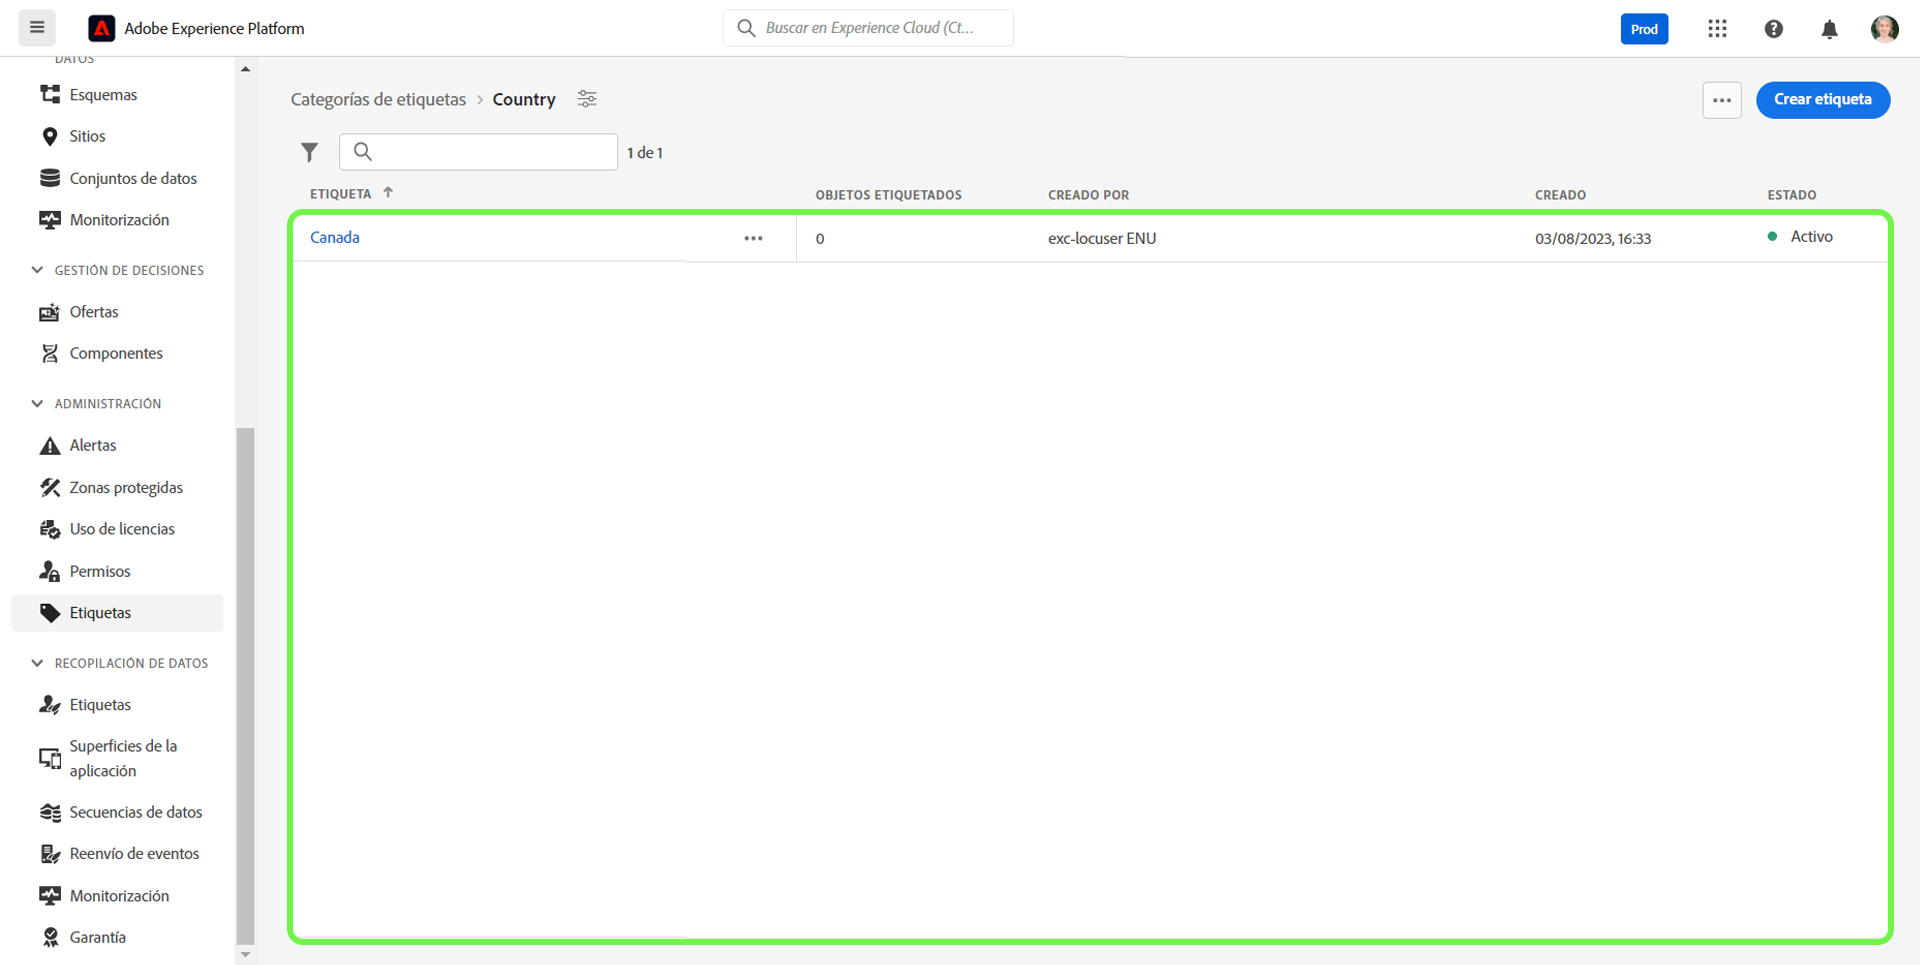 Adobe Experience Platform
Buscar en Experience Cloud (Ct...
Prod
DATOS
Esquemas
Sitios
Conjuntos de datos
Monitorización
GESTIÓN DE DECISIONES
Ofertas
Componentes
ADMINISTRACIÓN
Alertas
Zonas protegidas
Uso de licencias
Permisos
Etiquetas
RECOPILACIÓN DE DATOS
Etiquetas
Superficies de la
aplicación
Secuencias de datos
Reenvío de eventos
Monitorización
Garantía
Categorías de etiquetas > Country
Crear etiqueta
1 de 1
ETIQUETA OBJETOS ETIQUETADOS CREADO POR CREADO ESTADO
Canada 0 exc-locuser ENU 03/08/2023, 16:33 Activo